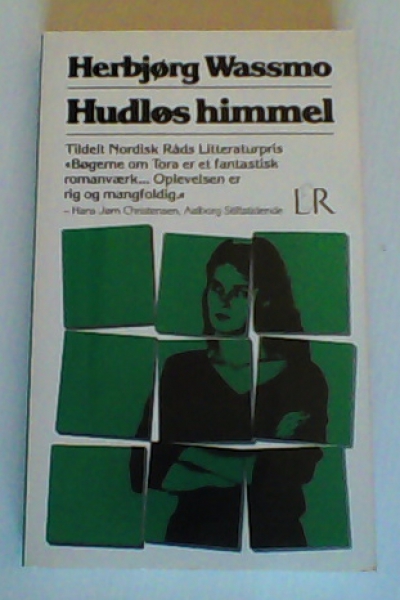 Herbjørg Wassmo
Hudløs himmel
Tildelt Nordisk Råds Litteraturpris
«Bøgerne om Tora er et fantastisk
romanværk... Oplevelsen er
rig og mangfoldig.»
– Hans Jørn Christensen, Aalborg Stiftstidende
LR